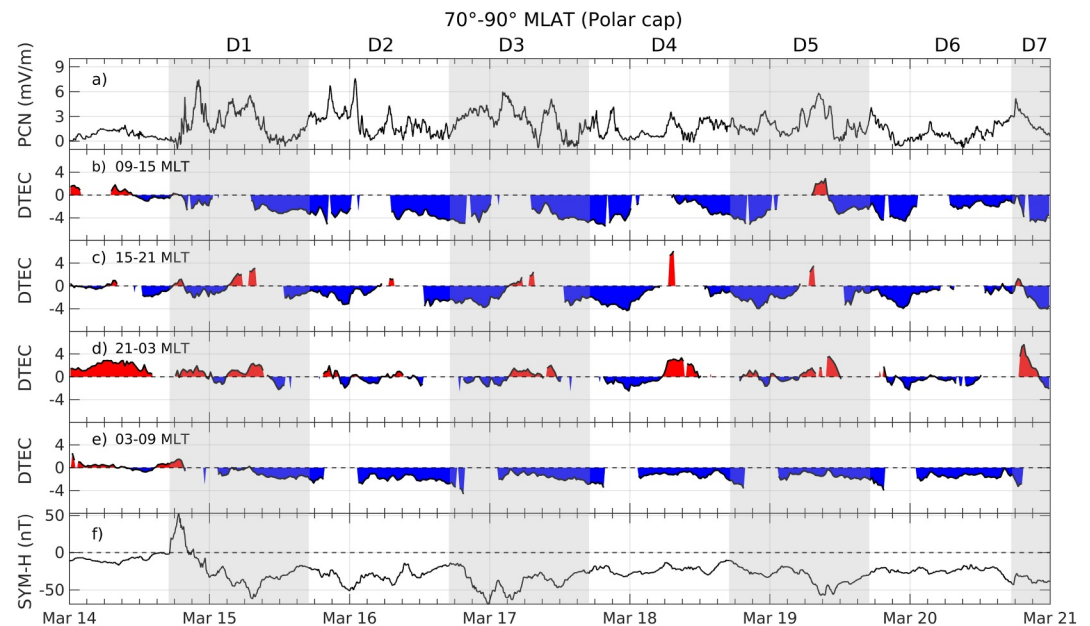 70°-90° MLAT (Polar cap)
D1 D2 D3 D4 D5 D6 D7
PCN (mV/m)
9
6
3
0
a)
DTEC
4
0
-4
b) 09-15 MLT
DTEC
4
0
-4
c) 15-21 MLT
DTEC
4
0
-4
d) 21-03 MLT
DTEC
4
0
-4
e) 03-09 MLT
SYM-H (nT)
50
0
-50
f)
Mar 14 Mar 15 Mar 16 Mar 17 Mar 18 Mar 19 Mar 20 Mar 21